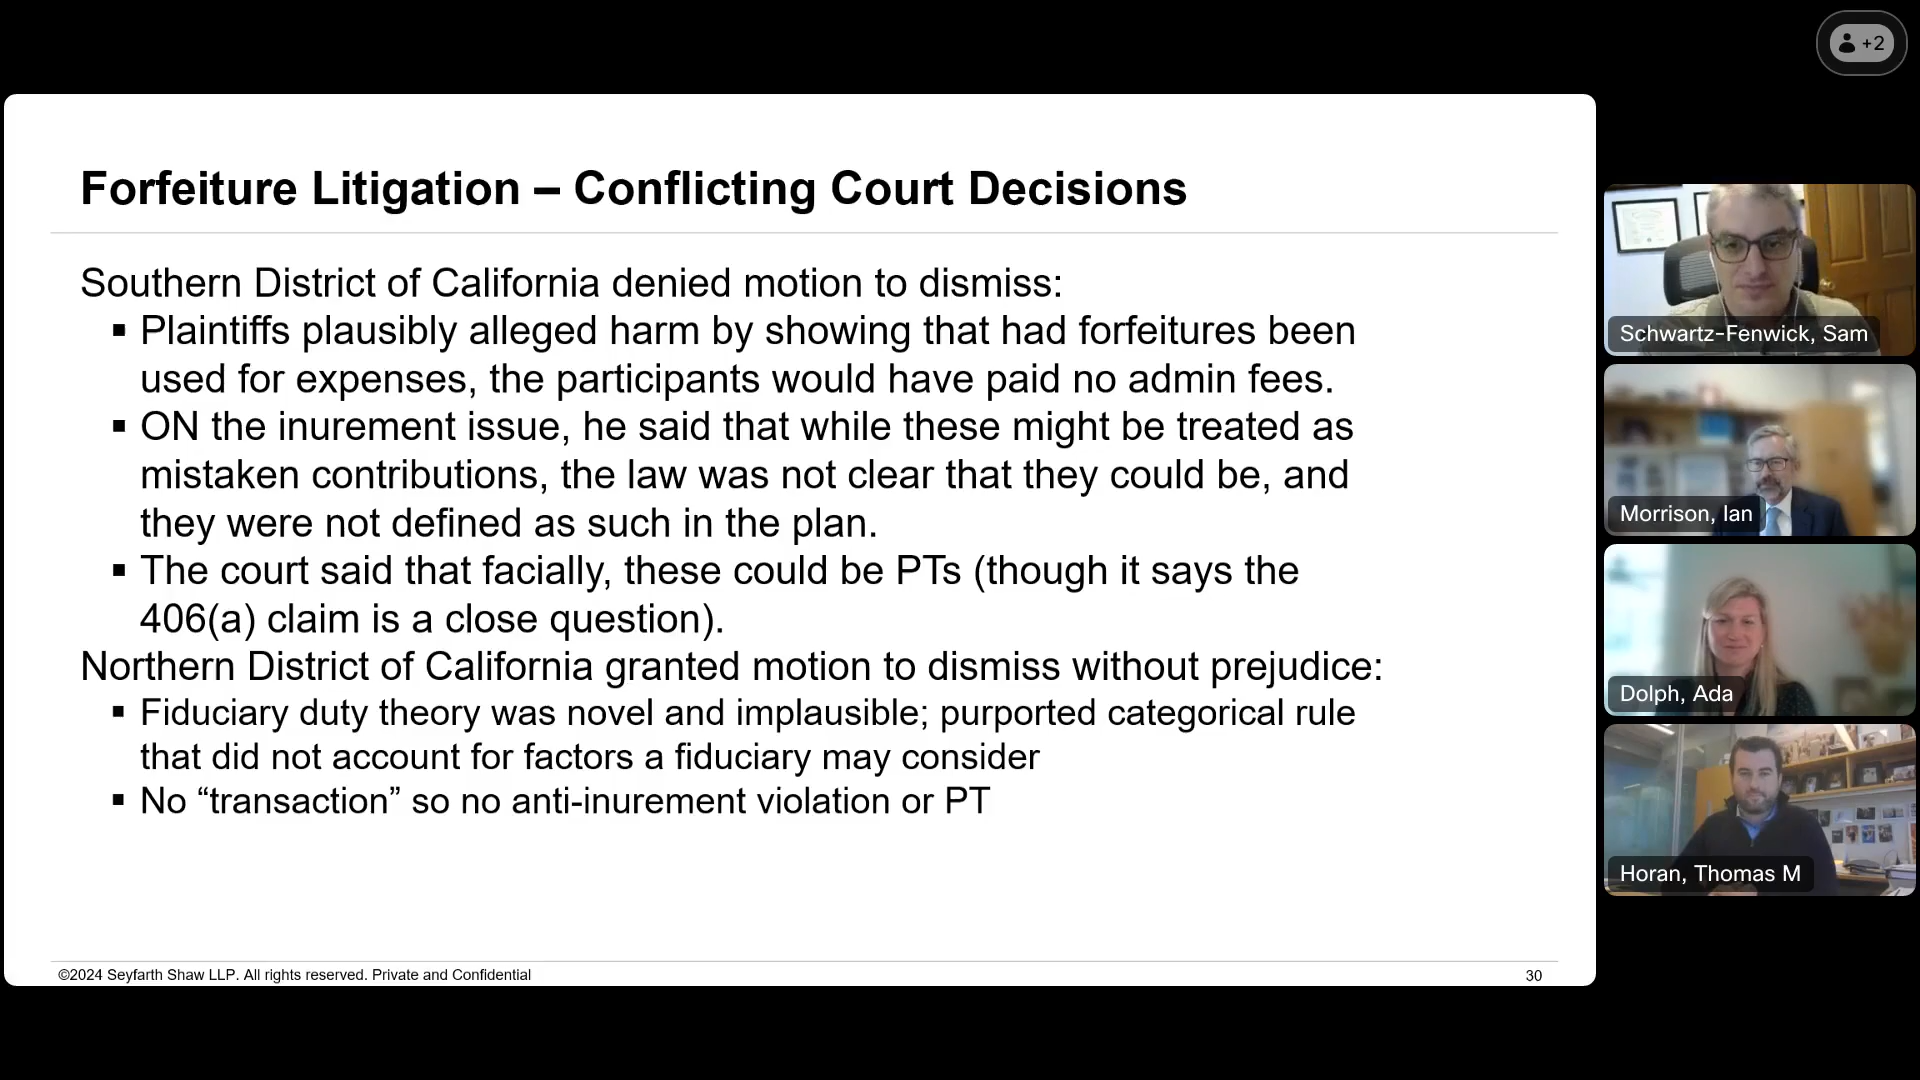 +2
Forfeiture Litigation – Conflicting Court Decisions
Southern District of California denied motion to dismiss:
▪ Plaintiffs plausibly alleged harm by showing that had forfeitures been
used for expenses, the participants would have paid no admin fees.
▪ ON the inurement issue, he said that while these might be treated as
mistaken contributions, the law was not clear that they could be, and
they were not defined as such in the plan.
▪ The court said that facially, these could be PTs (though it says the
406(a) claim is a close question).
Northern District of California granted motion to dismiss without prejudice:
▪ Fiduciary duty theory was novel and implausible; purported categorical rule
that did not account for factors a fiduciary may consider
▪ No “transaction” so no anti-inurement violation or PT
©2024 Seyfarth Shaw LLP. All rights reserved. Private and Confidential
30
Schwartz-Fenwick, Sam
Morrison, Ian
Dolph, Ada
Horan, Thomas M